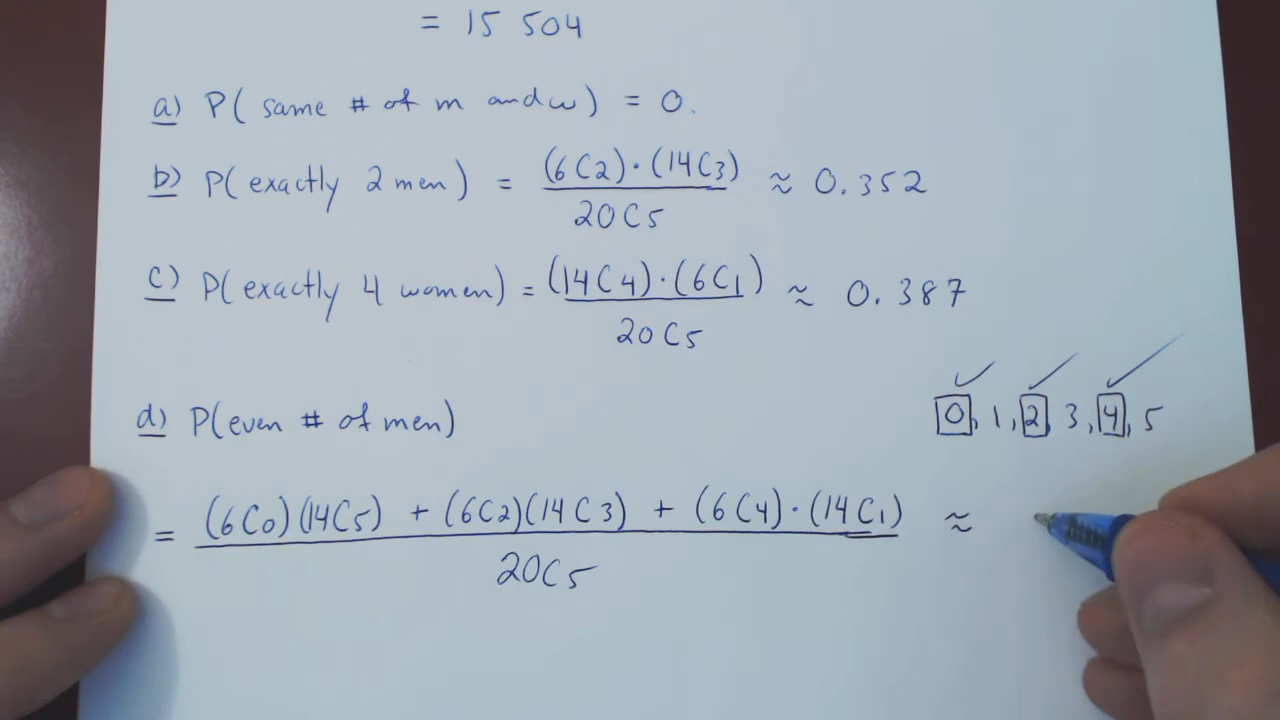 = 15 504
a) P( same # of m and w ) = 0.
b) P( exactly 2 men ) = (6C2)·(14C3) / 20C5 ≈ 0.352
c) P( exactly 4 women ) = (14C4)·(6C1) / 20C5 ≈ 0.387
d) P(even # of men)
0, 1, 2, 3, 4, 5
= (6C0)(14C5) + (6C2)(14C3) + (6C4)·(14C1) / 20C5 ≈